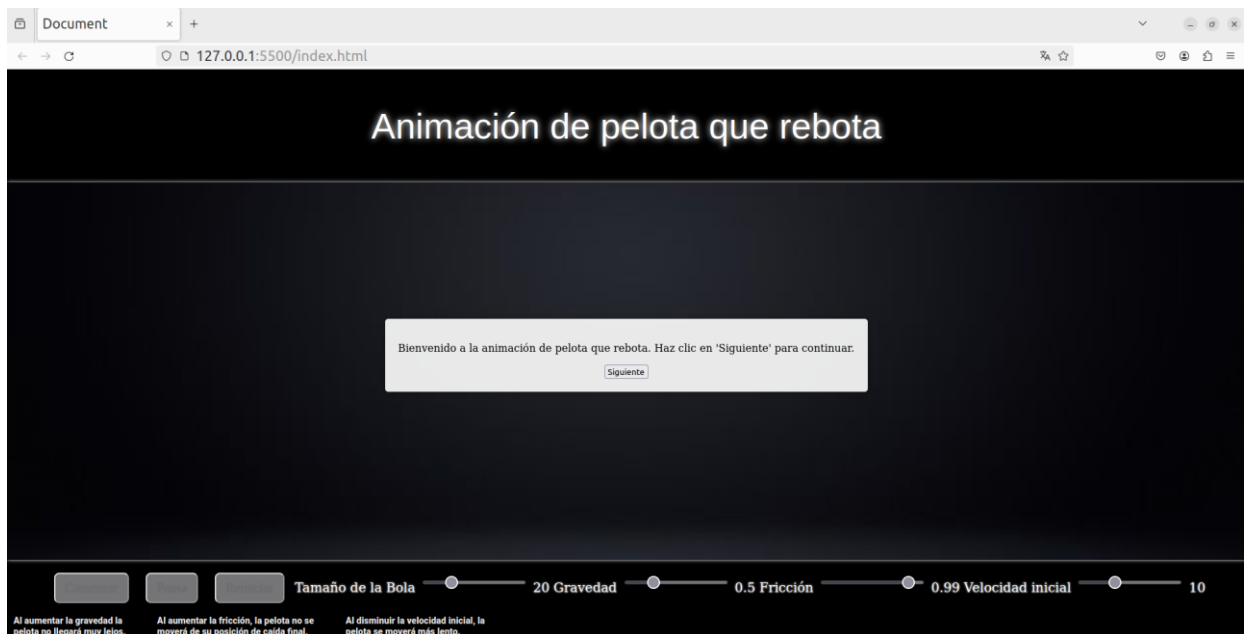 Document
127.0.0.1:5500/index.html
Animación de pelota que rebota
Bienvenido a la animación de pelota que rebota. Haz clic en 'Siguiente' para continuar.
Siguiente
Tamaño de la Bola 20 Gravedad 0.5 Fricción 0.99 Velocidad inicial 10
Al aumentar la gravedad la
pelota no llegará muy lejos.
Al aumentar la fricción, la pelota no se
moverá de su posición de caída final.
Al disminuir la velocidad inicial, la
pelota se moverá más lento.